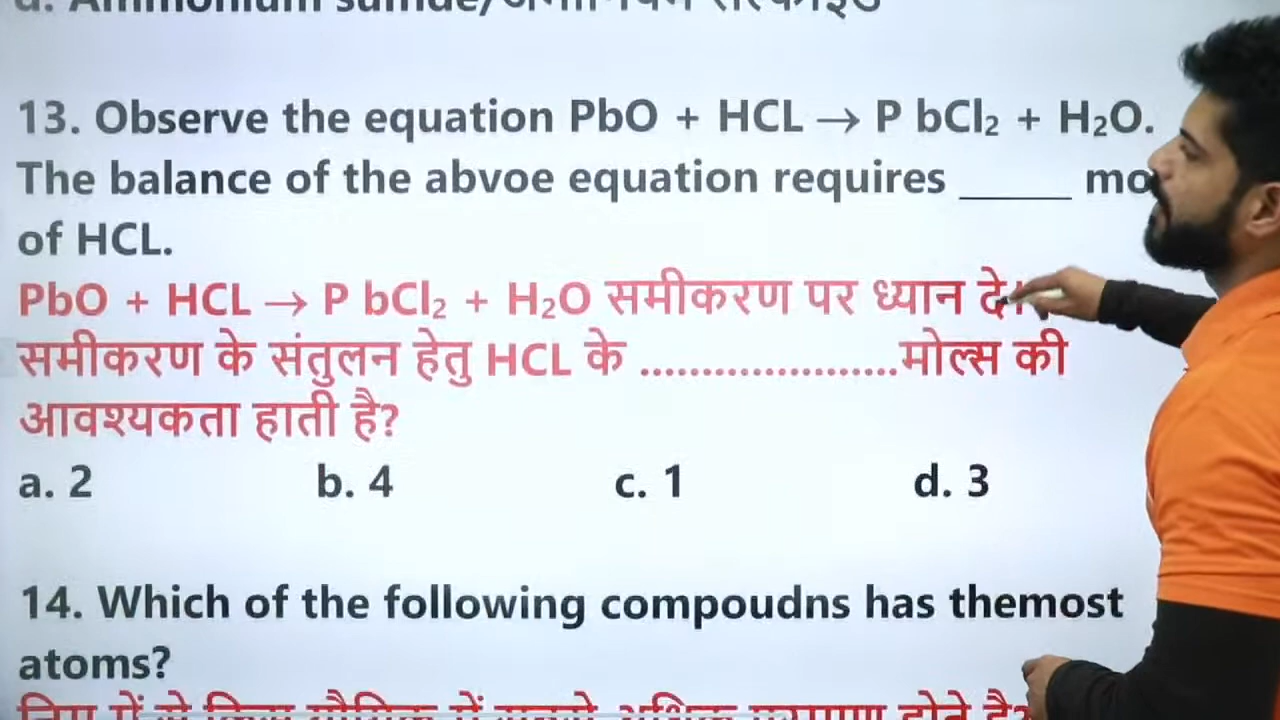 13. Observe the equation PbO + HCL → P bCl₂ + H₂O.
The balance of the abvoe equation requires _____ mo
of HCL.
PbO + HCL → P bCl₂ + H₂O समीकरण पर ध्यान दे।
समीकरण के संतुलन हेतु HCL के .....................मोल्स की
आवश्यकता हाती है?
a. 2 b. 4 c. 1 d. 3
14. Which of the following compoudns has themost
atoms?